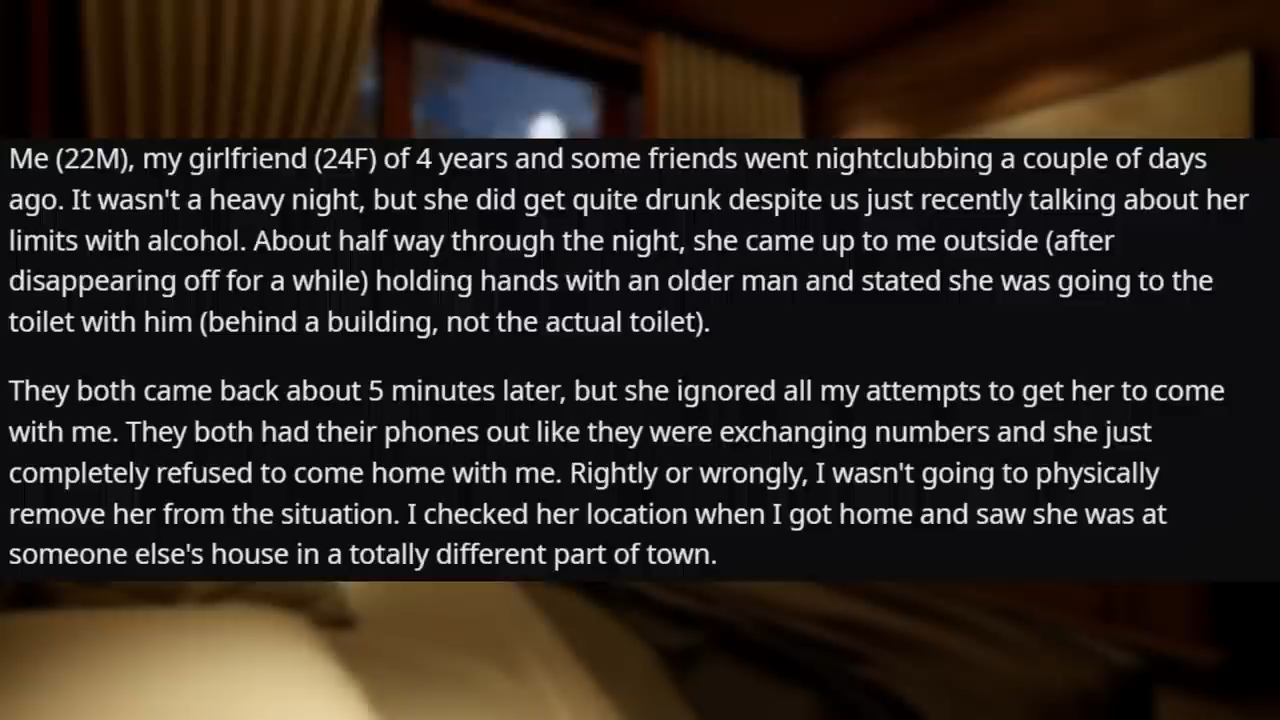 Me (22M), my girlfriend (24F) of 4 years and some friends went nightclubbing a couple of days
ago. It wasn't a heavy night, but she did get quite drunk despite us just recently talking about her
limits with alcohol. About half way through the night, she came up to me outside (after
disappearing off for a while) holding hands with an older man and stated she was going to the
toilet with him (behind a building, not the actual toilet).
They both came back about 5 minutes later, but she ignored all my attempts to get her to come
with me. They both had their phones out like they were exchanging numbers and she just
completely refused to come home with me. Rightly or wrongly, I wasn't going to physically
remove her from the situation. I checked her location when I got home and saw she was at
someone else's house in a totally different part of town.